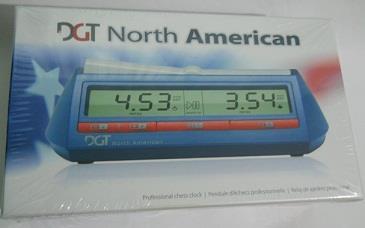 DGT North American
4.53 3.54
DGT North American
Professional chess clock | Pendule d'échecs professionnelle | Reloj de ajedrez